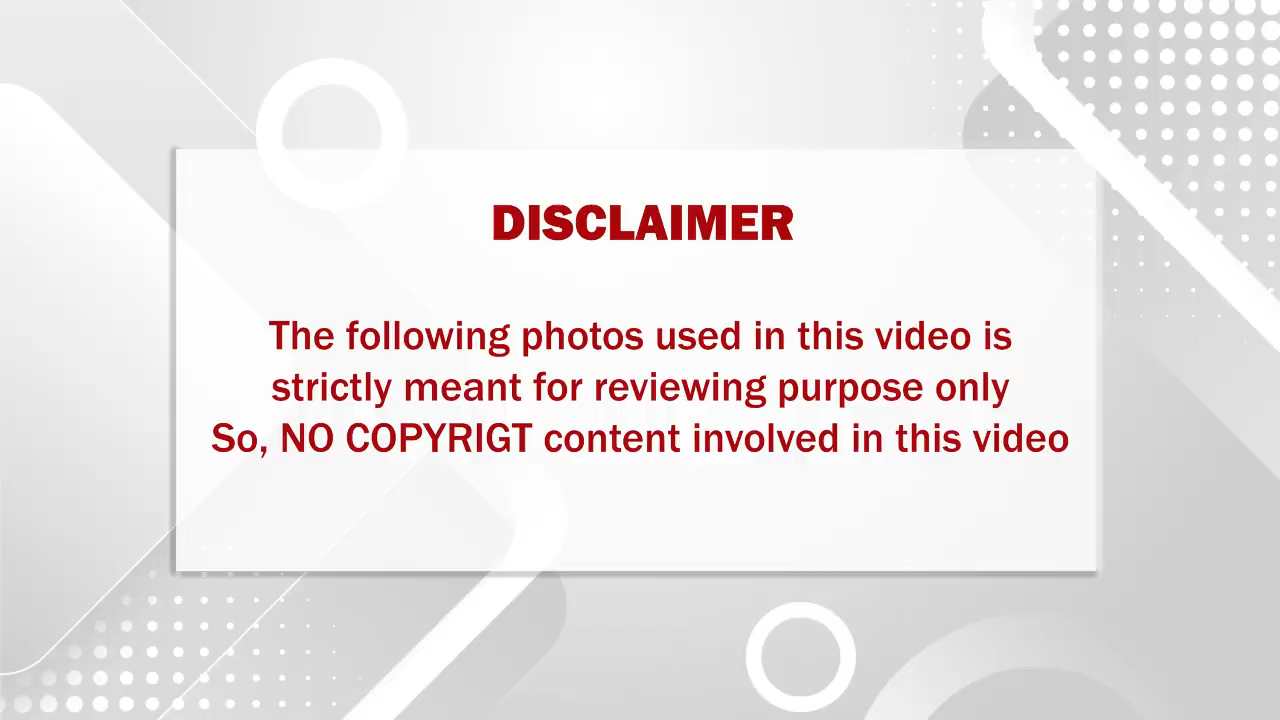 DISCLAIMER
The following photos used in this video is
strictly meant for reviewing purpose only
So, NO COPYRIGT content involved in this video